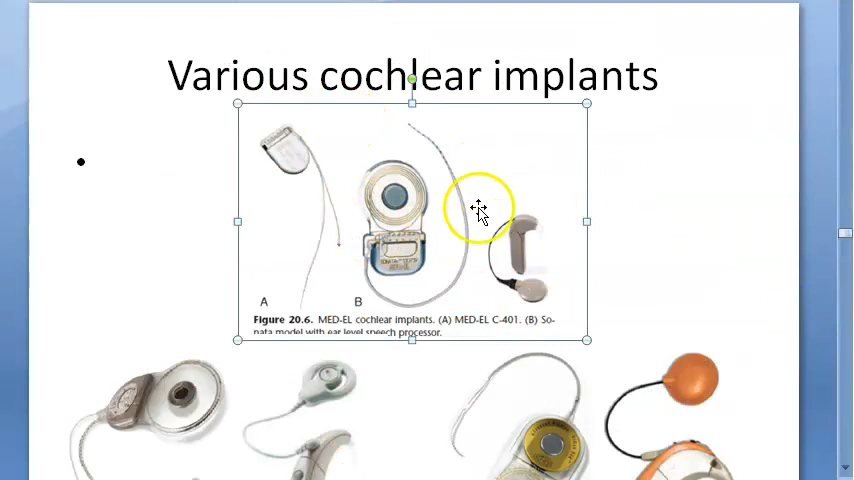 Various cochlear implants
A
B
Figure 20.6. MED-EL cochlear implants. (A) MED-EL C-401. (B) So-
nata model with ear level speech processor.